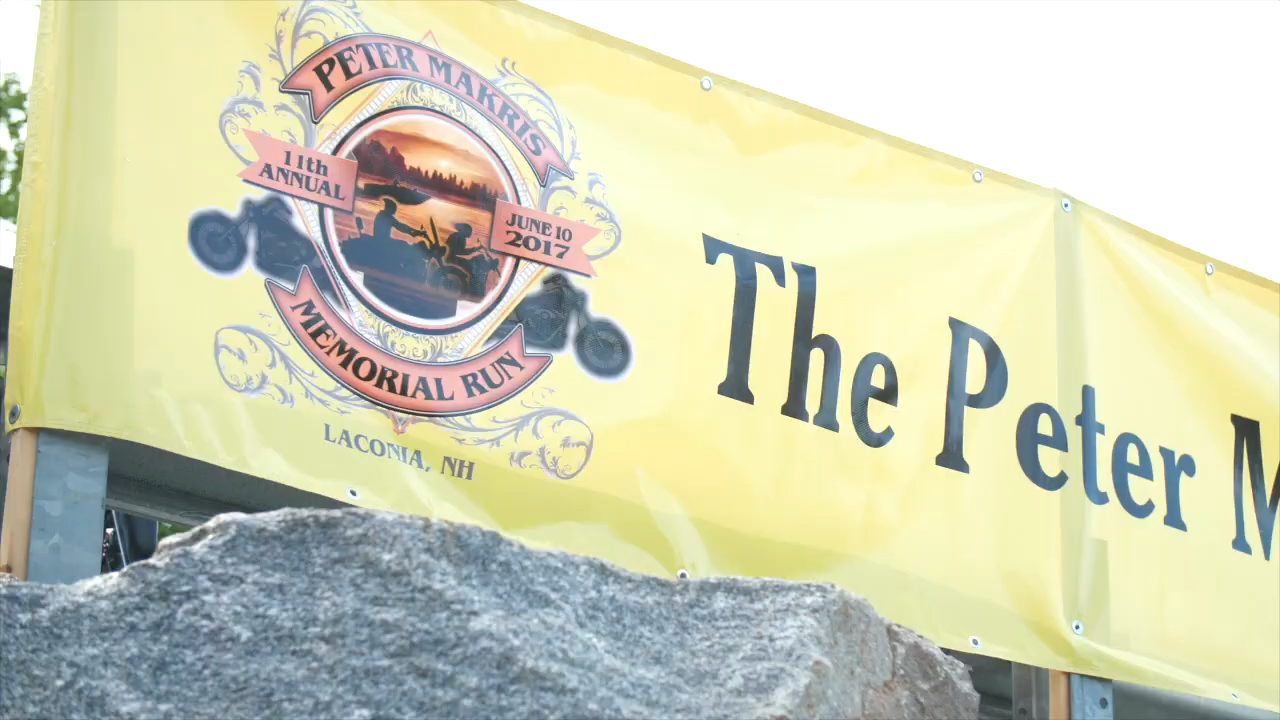 PETER MAKRIS
11th
ANNUAL
JUNE 10
2017
MEMORIAL RUN
LACONIA, NH
The Peter M